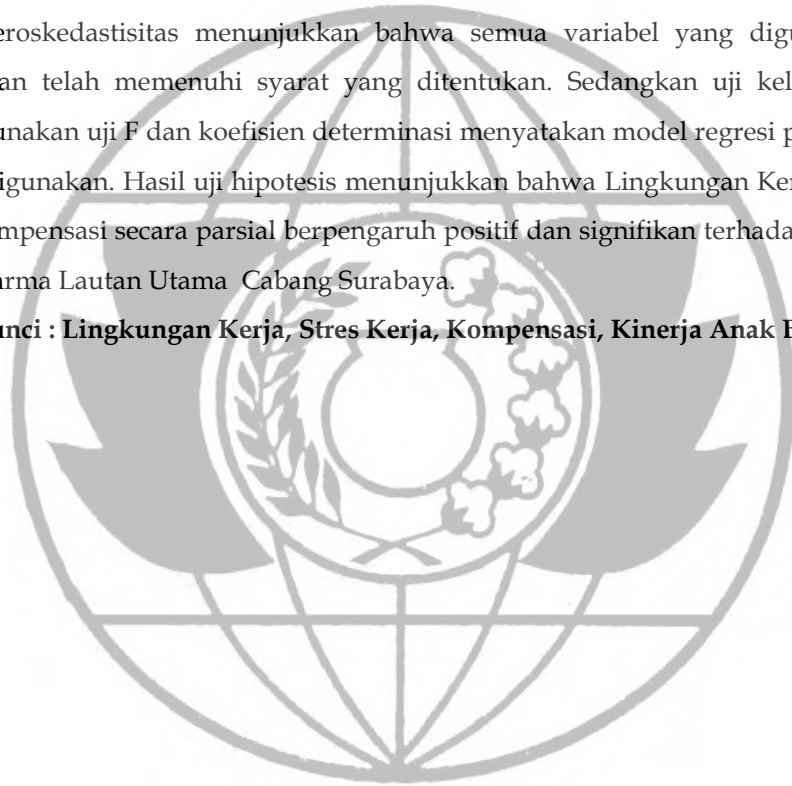 eroskedastisitas menunjukkan bahwa semua variabel yang digu
an telah memenuhi syarat yang ditentukan. Sedangkan uji kel
unakan uji F dan koefisien determinasi menyatakan model regresi p
igunakan. Hasil uji hipotesis menunjukkan bahwa Lingkungan Ker
mpensasi secara parsial berpengaruh positif dan signifikan terhada
arma Lautan Utama Cabang Surabaya.
unci : Lingkungan Kerja, Stres Kerja, Kompensasi, Kinerja Anak B